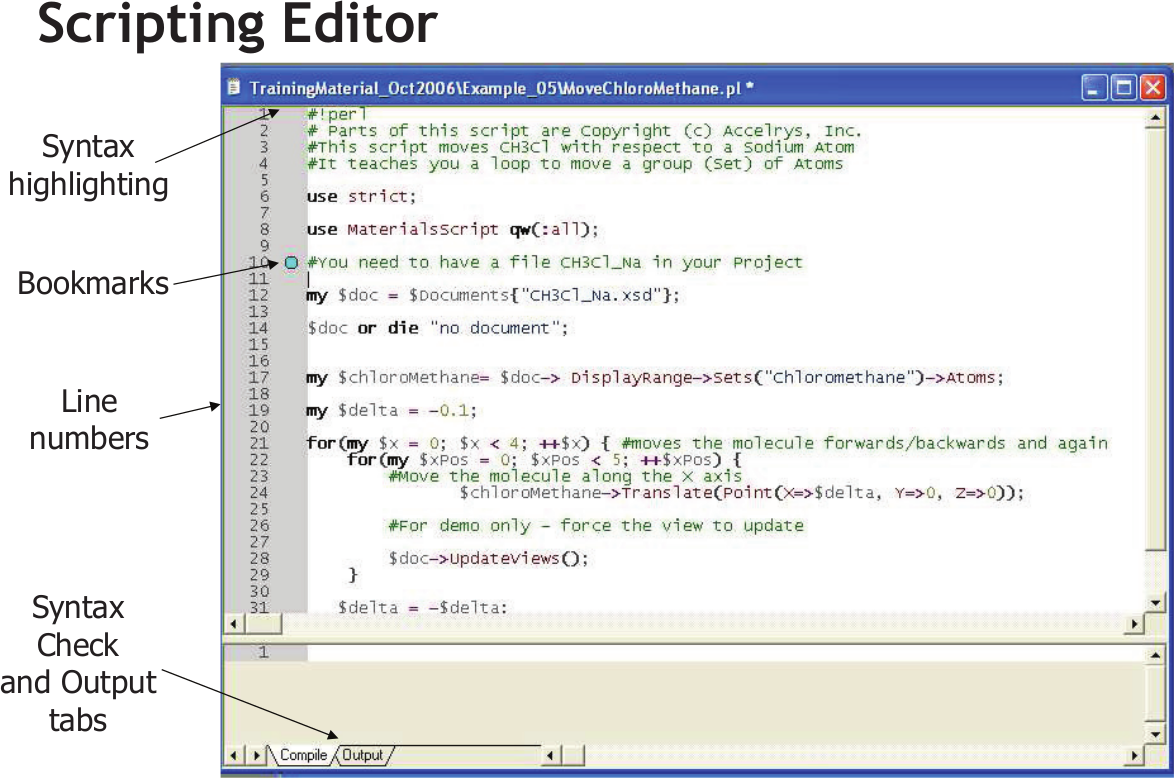 Scripting Editor
TrainingMaterial_Oct2006\Example_05\MoveChloroMethane.pl *
Syntax
highlighting
Bookmarks
Line
numbers
Syntax
Check
and Output
tabs
1 #!perl
2 # Parts of this script are Copyright (c) Accelrys, Inc.
3 #This script moves CH3Cl with respect to a Sodium Atom
4 #It teaches you a loop to move a group (Set) of Atoms
5
6 use strict;
7
8 use MaterialsScript qw(:all);
9
10 #You need to have a file CH3Cl_Na in your Project
11
12 my $doc = $Documents{"CH3Cl_Na.xsd"};
13
14 $doc or die "no document";
15
16
17 my $chloroMethane= $doc-> DisplayRange->Sets("Chloromethane")->Atoms;
18
19 my $delta = -0.1;
20
21 for(my $x = 0; $x < 4; ++$x) { #moves the molecule forwards/backwards and again
22 for(my $xPos = 0; $xPos < 5; ++$xPos) {
23 #Move the molecule along the X axis
24 $chloroMethane->Translate(Point(X=>$delta, Y=>0, Z=>0));
25
26 #For demo only - force the view to update
27
28 $doc->UpdateViews();
29 }
30
31 $delta = -$delta;
1
Compile Output